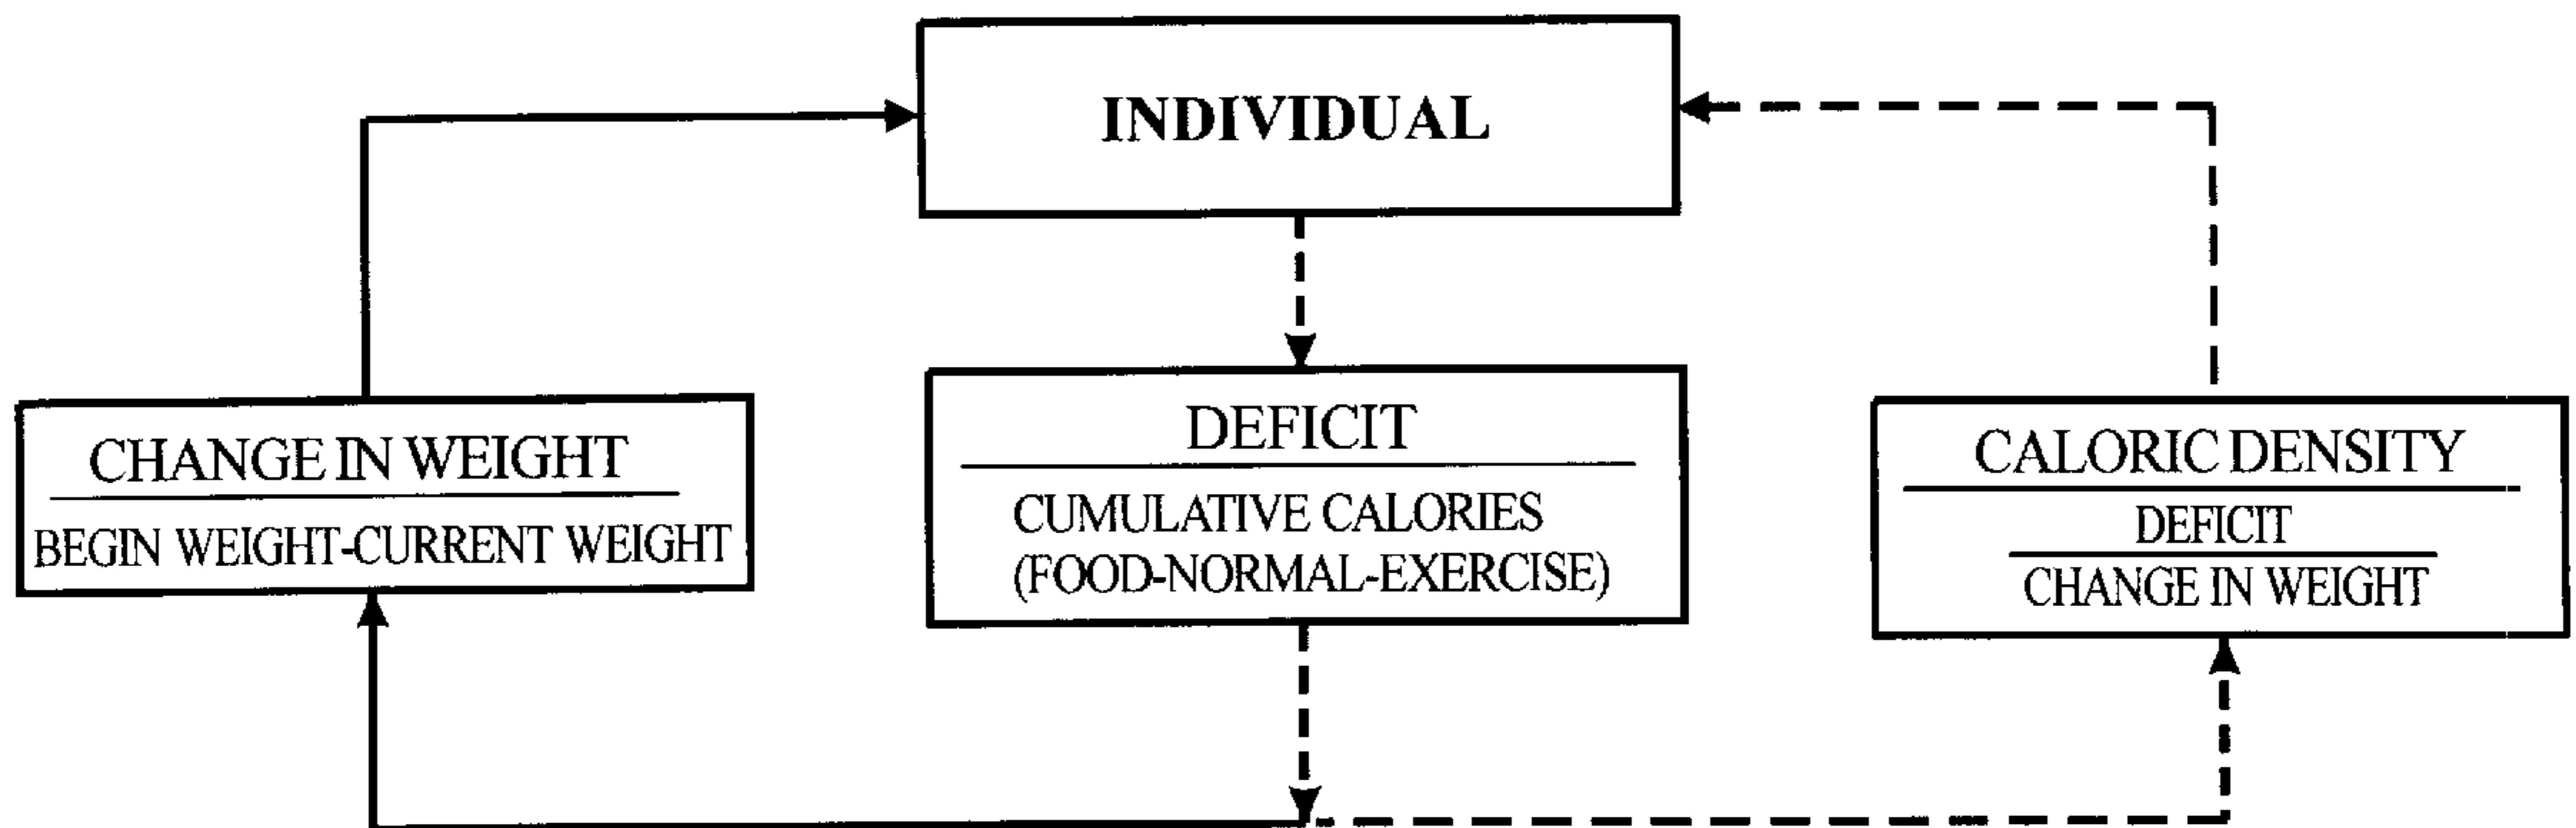 INDIVIDUAL
CHANGE IN WEIGHT
BEGIN WEIGHT-CURRENT WEIGHT
DEFICIT
CUMULATIVE CALORIES
(FOOD-NORMAL-EXERCISE)
CALORIC DENSITY
DEFICIT
CHANGE IN WEIGHT